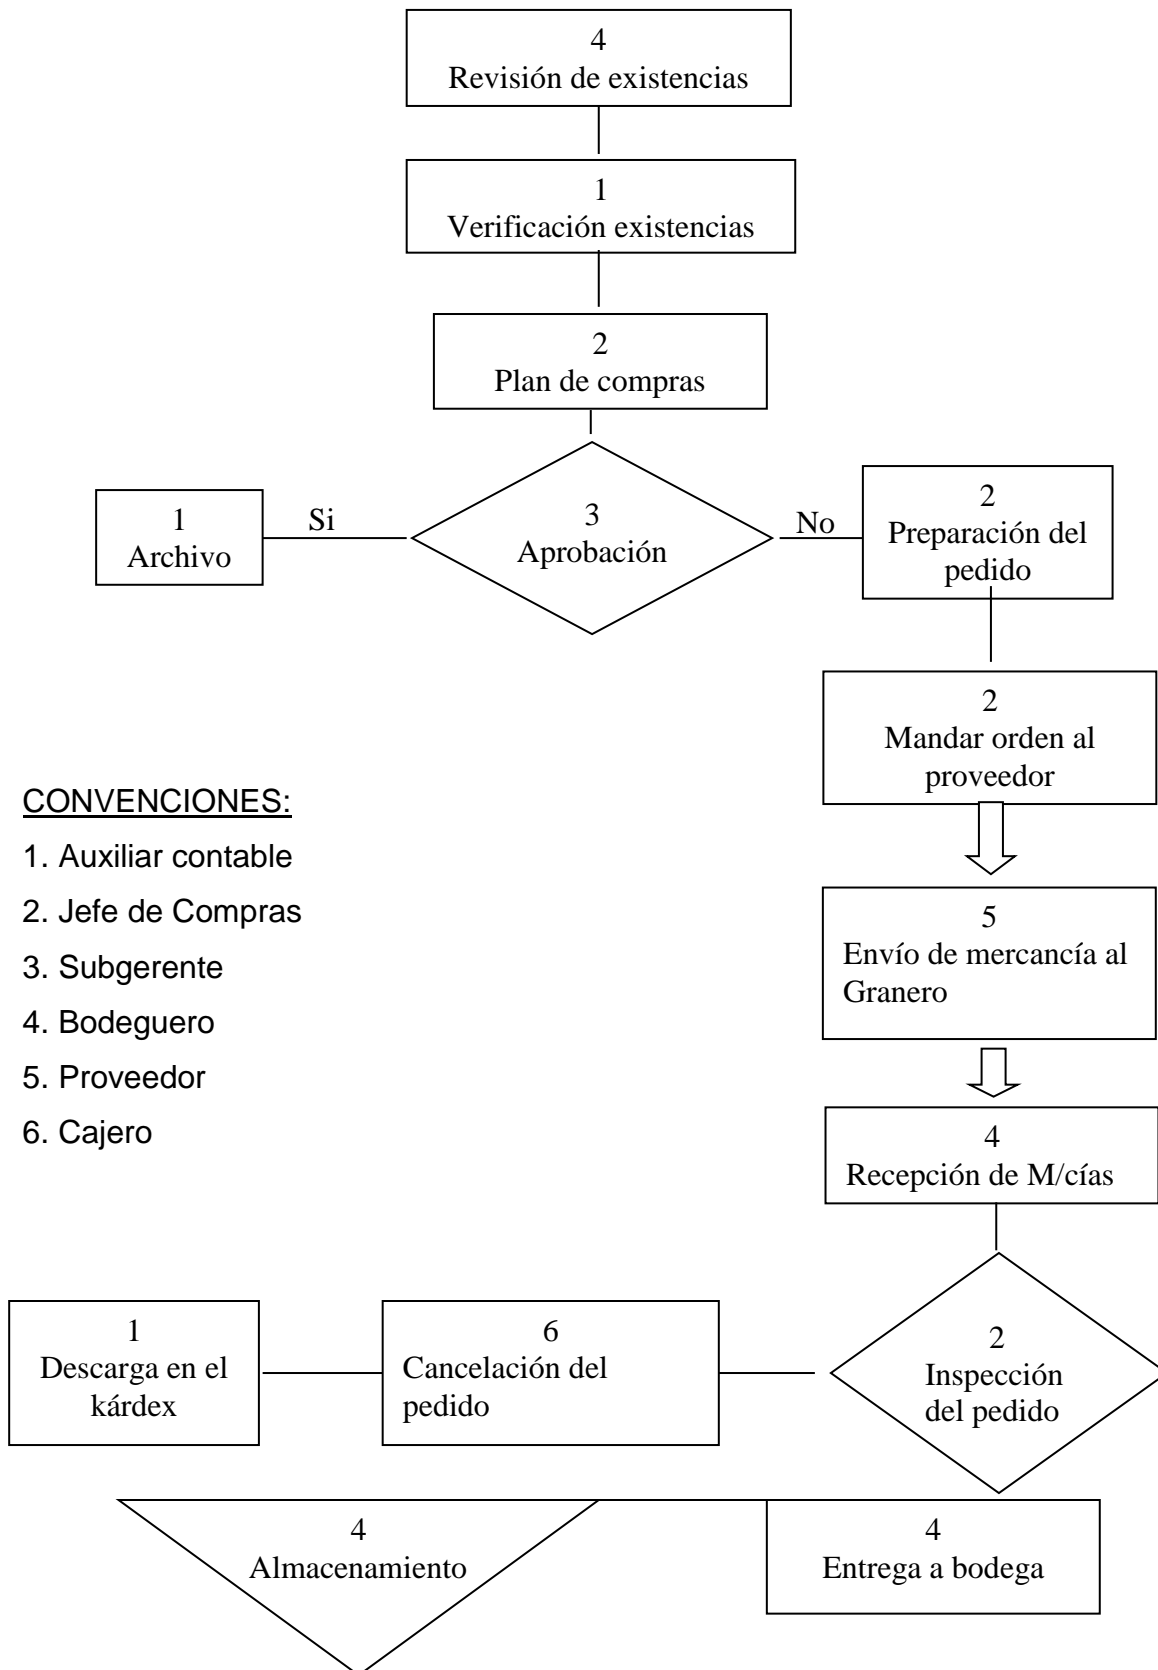 4
Revisión de existencias
1
Verificación existencias
2
Plan de compras
1
Archivo
Si
3
Aprobación
No
2
Preparación del
pedido
2
Mandar orden al
proveedor
CONVENCIONES:
1. Auxiliar contable
2. Jefe de Compras
3. Subgerente
4. Bodeguero
5. Proveedor
6. Cajero
5
Envío de mercancía al
Granero
4
Recepción de M/cías
1
Descarga en el
kárdex
6
Cancelación del
pedido
2
Inspección
del pedido
4
Almacenamiento
4
Entrega a bodega